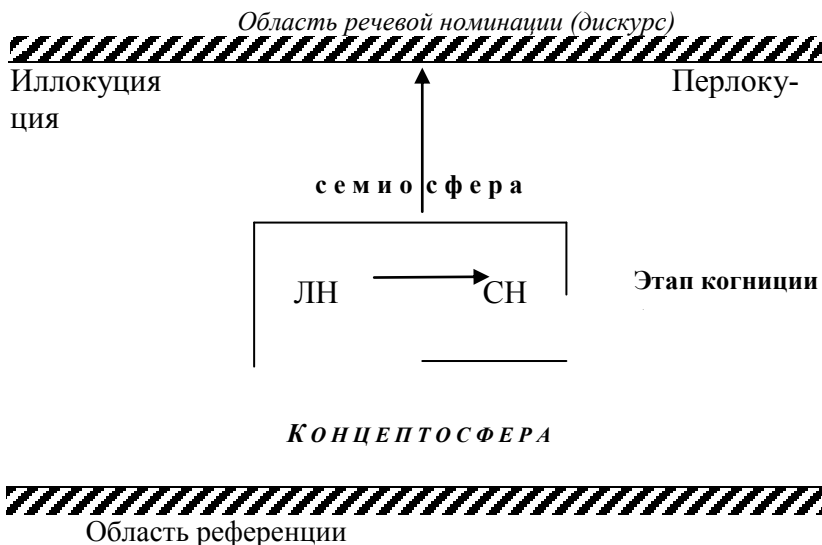 Область речевой номинации (дискурс)
Иллокуция Перлоку-
ция
семиосфера
ЛН СН Этап когниции
КОНЦЕПТОСФЕРА
Область референции